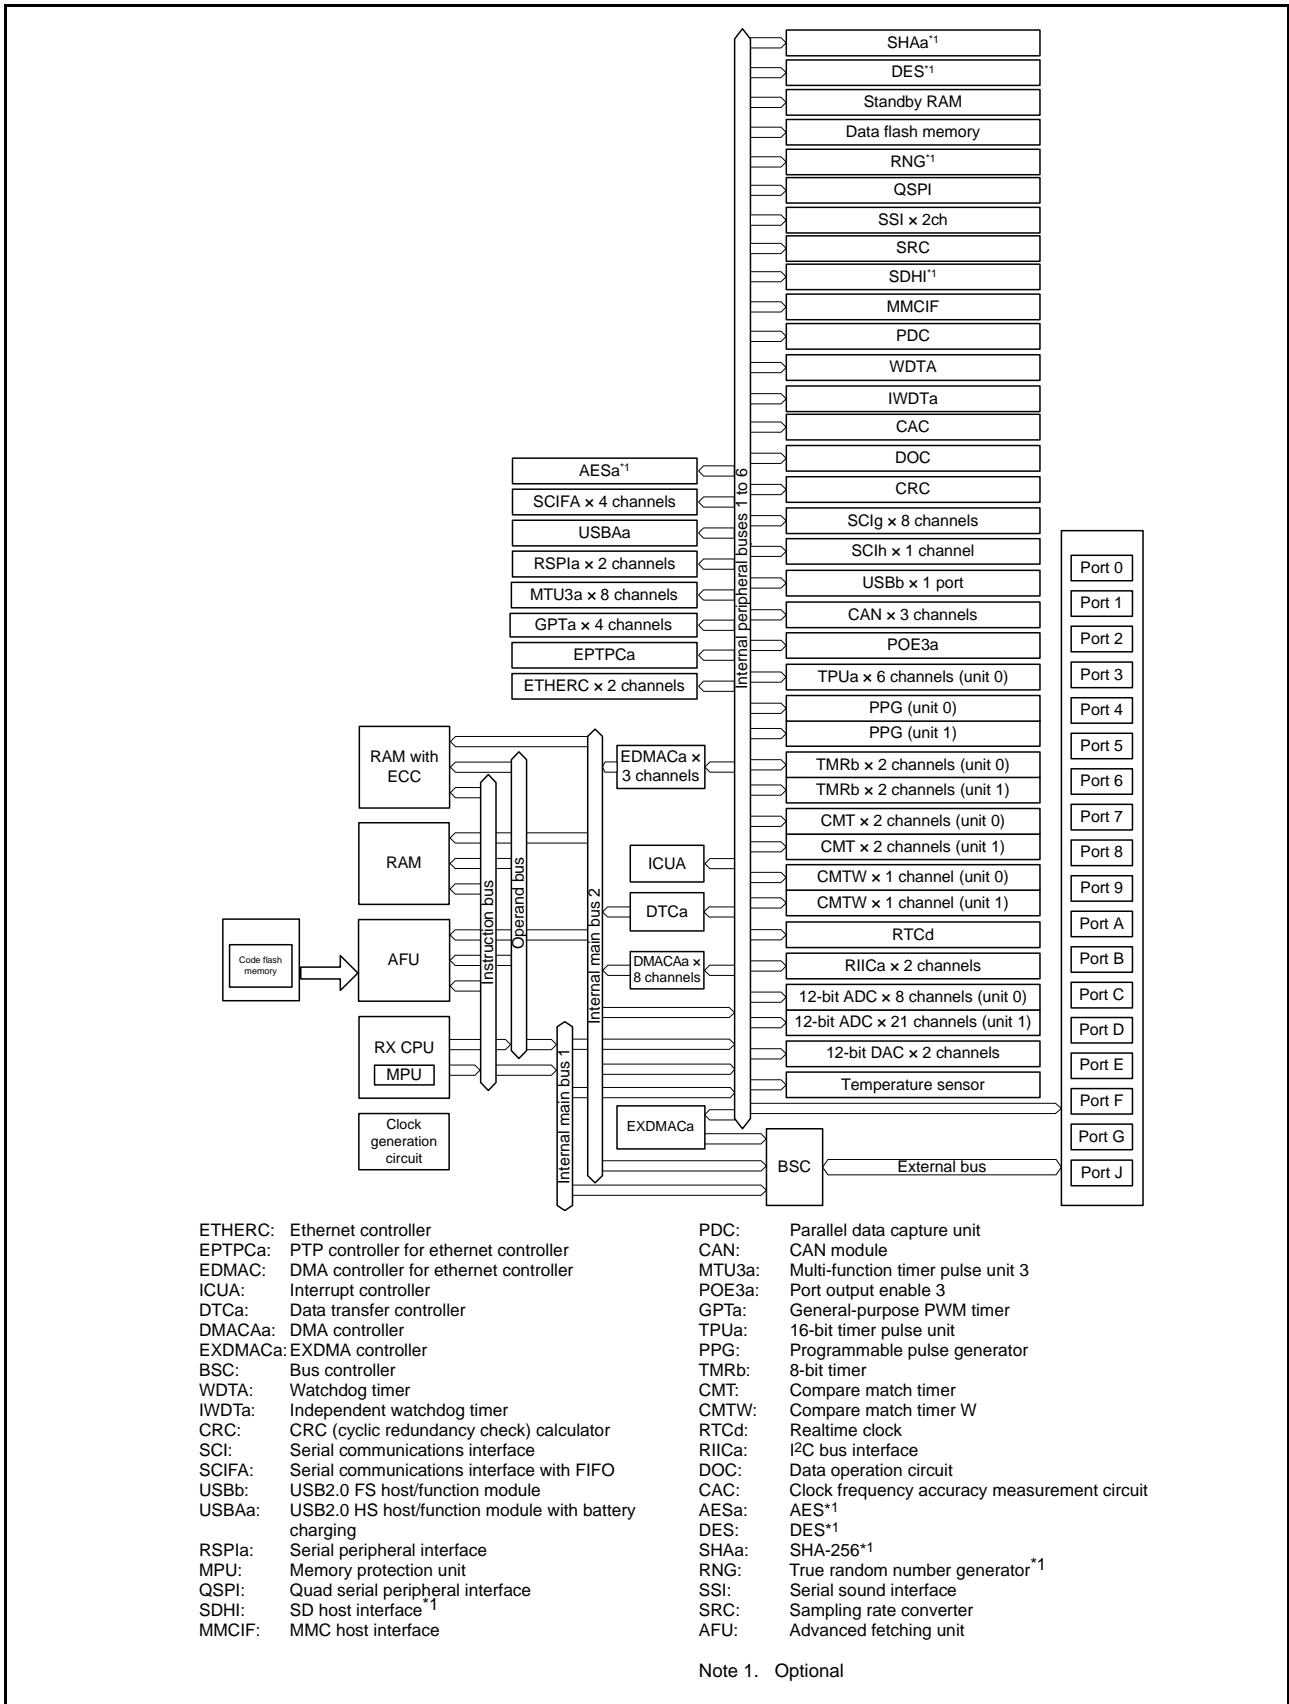 SHAa*1
DES*1
Standby RAM
Data flash memory
RNG*1
QSPI
SSI × 2ch
SRC
SDHI*1
MMCIF
PDC
WDTA
IWDTa
CAC
DOC
CRC
SCIg × 8 channels
SCIh × 1 channel
USBb × 1 port
CAN × 3 channels
POE3a
TPUa × 6 channels (unit 0)
PPG (unit 0)
PPG (unit 1)
TMRb × 2 channels (unit 0)
TMRb × 2 channels (unit 1)
CMT × 2 channels (unit 0)
CMT × 2 channels (unit 1)
CMTW × 1 channel (unit 0)
CMTW × 1 channel (unit 1)
RTCd
RIICa × 2 channels
12-bit ADC × 8 channels (unit 0)
12-bit ADC × 21 channels (unit 1)
12-bit DAC × 2 channels
Temperature sensor
Internal peripheral buses 1 to 6
AESa*1
SCIFA × 4 channels
USBAa
RSPIa × 2 channels
MTU3a × 8 channels
GPTa × 4 channels
EPTPCa
ETHERC × 2 channels
Port 0
Port 1
Port 2
Port 3
Port 4
Port 5
Port 6
Port 7
Port 8
Port 9
Port A
Port B
Port C
Port D
Port E
Port F
Port G
Port J
RAM with
ECC
RAM
AFU
Code flash
memory
RX CPU
MPU
Clock
generation
circuit
Instruction bus
Operand bus
Internal main bus 1
Internal main bus 2
EDMACa ×
3 channels
ICUA
DTCa
DMACAa ×
8 channels
EXDMACa
BSC
External bus
ETHERC: Ethernet controller
EPTPCa: PTP controller for ethernet controller
EDMAC: DMA controller for ethernet controller
ICUA: Interrupt controller
DTCa: Data transfer controller
DMACAa: DMA controller
EXDMACa: EXDMA controller
BSC: Bus controller
WDTA: Watchdog timer
IWDTa: Independent watchdog timer
CRC: CRC (cyclic redundancy check) calculator
SCI: Serial communications interface
SCIFA: Serial communications interface with FIFO
USBb: USB2.0 FS host/function module
USBAa: USB2.0 HS host/function module with battery
charging
RSPIa: Serial peripheral interface
MPU: Memory protection unit
QSPI: Quad serial peripheral interface
SDHI: SD host interface*1
MMCIF: MMC host interface
PDC: Parallel data capture unit
CAN: CAN module
MTU3a: Multi-function timer pulse unit 3
POE3a: Port output enable 3
GPTa: General-purpose PWM timer
TPUa: 16-bit timer pulse unit
PPG: Programmable pulse generator
TMRb: 8-bit timer
CMT: Compare match timer
CMTW: Compare match timer W
RTCd: Realtime clock
RIICa: I2C bus interface
DOC: Data operation circuit
CAC: Clock frequency accuracy measurement circuit
AESa: AES*1
DES: DES*1
SHAa: SHA-256*1
RNG: True random number generator*1
SSI: Serial sound interface
SRC: Sampling rate converter
AFU: Advanced fetching unit
Note 1. Optional